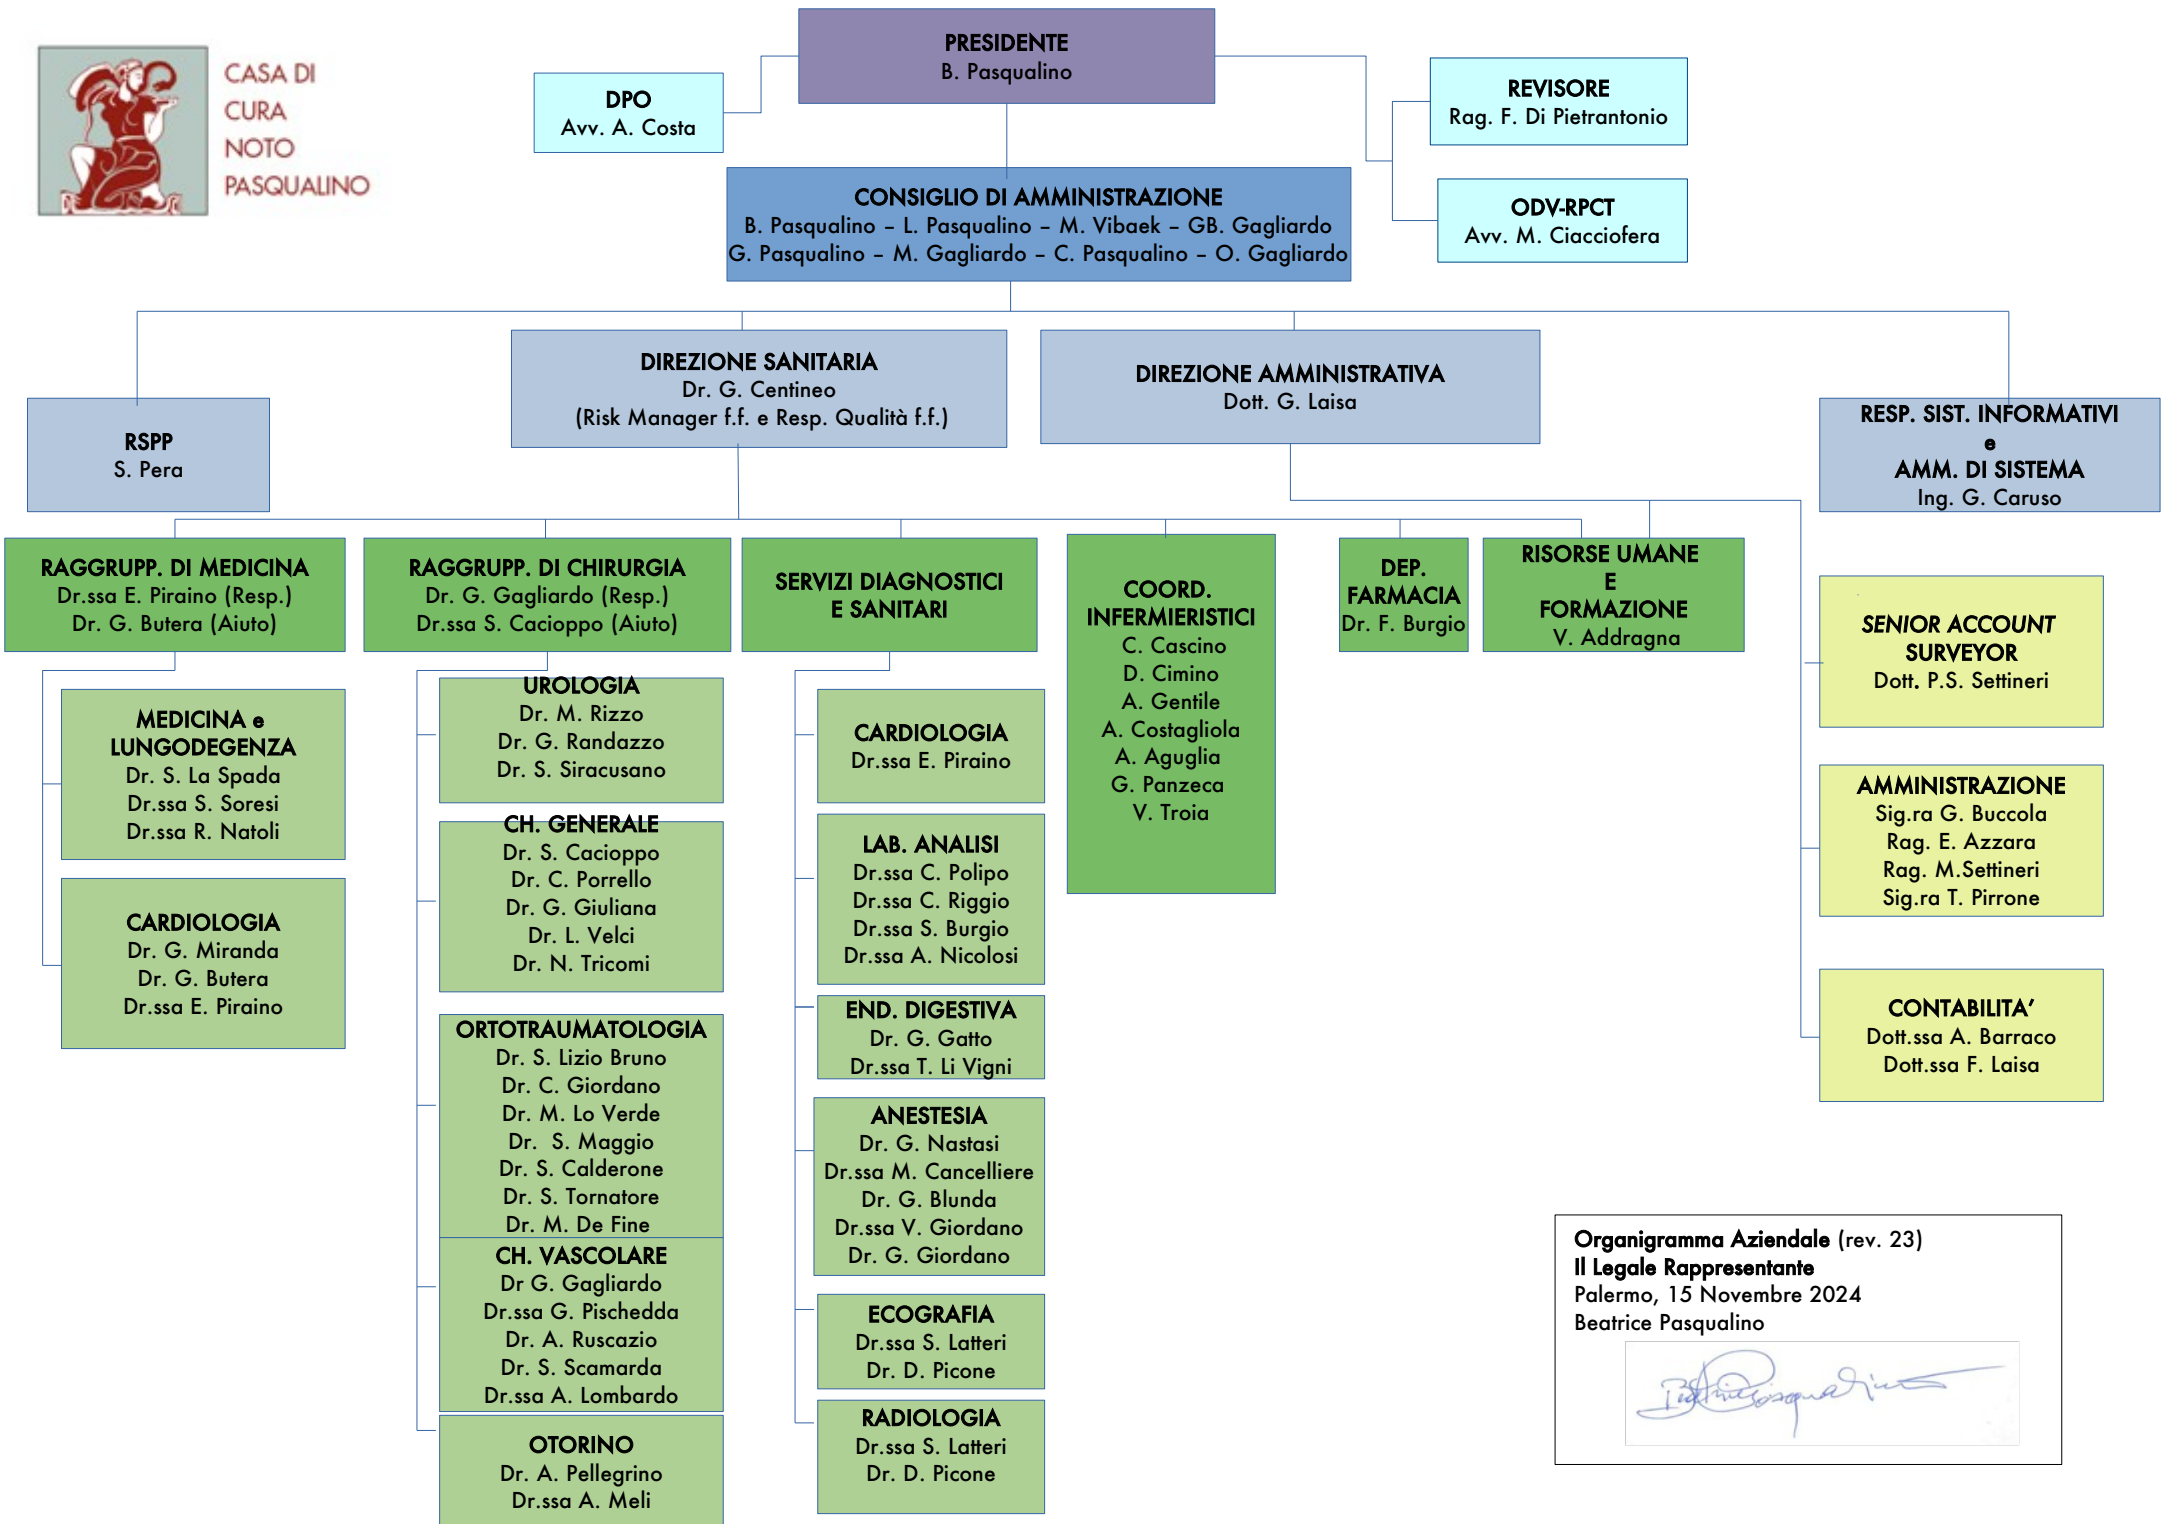 CASA DI
CURA
NOTO
PASQUALINO
PRESIDENTE
B. Pasqualino
DPO
Avv. A. Costa
REVISORE
Rag. F. Di Pietrantonio
ODV-RPCT
Avv. M. Ciacciofera
CONSIGLIO DI AMMINISTRAZIONE
B. Pasqualino – L. Pasqualino – M. Vibaek – GB. Gagliardo
G. Pasqualino – M. Gagliardo – C. Pasqualino – O. Gagliardo
RSPP
S. Pera
DIREZIONE SANITARIA
Dr. G. Centineo
(Risk Manager f.f. e Resp. Qualità f.f.)
DIREZIONE AMMINISTRATIVA
Dott. G. Laisa
RESP. SIST. INFORMATIVI
e
AMM. DI SISTEMA
Ing. G. Caruso
RAGGRUPP. DI MEDICINA
Dr.ssa E. Piraino (Resp.)
Dr. G. Butera (Aiuto)
MEDICINA e
LUNGODEGENZA
Dr. S. La Spada
Dr.ssa S. Soresi
Dr.ssa R. Natoli
CARDIOLOGIA
Dr. G. Miranda
Dr. G. Butera
Dr.ssa E. Piraino
RAGGRUPP. DI CHIRURGIA
Dr. G. Gagliardo (Resp.)
Dr.ssa S. Cacioppo (Aiuto)
UROLOGIA
Dr. M. Rizzo
Dr. G. Randazzo
Dr. S. Siracusano
CH. GENERALE
Dr. S. Cacioppo
Dr. C. Porrello
Dr. G. Giuliana
Dr. L. Velci
Dr. N. Tricomi
ORTOTRAUMATOLOGIA
Dr. S. Lizio Bruno
Dr. C. Giordano
Dr. M. Lo Verde
Dr. S. Maggio
Dr. S. Calderone
Dr. S. Tornatore
Dr. M. De Fine
CH. VASCOLARE
Dr G. Gagliardo
Dr.ssa G. Pischedda
Dr. A. Ruscazio
Dr. S. Scamarda
Dr.ssa A. Lombardo
OTORINO
Dr. A. Pellegrino
Dr.ssa A. Meli
SERVIZI DIAGNOSTICI
E SANITARI
CARDIOLOGIA
Dr.ssa E. Piraino
LAB. ANALISI
Dr.ssa C. Polipo
Dr.ssa C. Riggio
Dr.ssa S. Burgio
Dr.ssa A. Nicolosi
END. DIGESTIVA
Dr. G. Gatto
Dr.ssa T. Li Vigni
ANESTESIA
Dr. G. Nastasi
Dr.ssa M. Cancelliere
Dr. G. Blunda
Dr.ssa V. Giordano
Dr. G. Giordano
ECOGRAFIA
Dr.ssa S. Latteri
Dr. D. Picone
RADIOLOGIA
Dr.ssa S. Latteri
Dr. D. Picone
COORD.
INFERMIERISTICI
C. Cascino
D. Cimino
A. Gentile
A. Costagliola
A. Aguglia
G. Panzeca
V. Troia
DEP.
FARMACIA
Dr. F. Burgio
RISORSE UMANE
E
FORMAZIONE
V. Addragna
SENIOR ACCOUNT
SURVEYOR
Dott. P.S. Settineri
AMMINISTRAZIONE
Sig.ra G. Buccola
Rag. E. Azzara
Rag. M.Settineri
Sig.ra T. Pirrone
CONTABILITA'
Dott.ssa A. Barraco
Dott.ssa F. Laisa
Organigramma Aziendale (rev. 23)
Il Legale Rappresentante
Palermo, 15 Novembre 2024
Beatrice Pasqualino